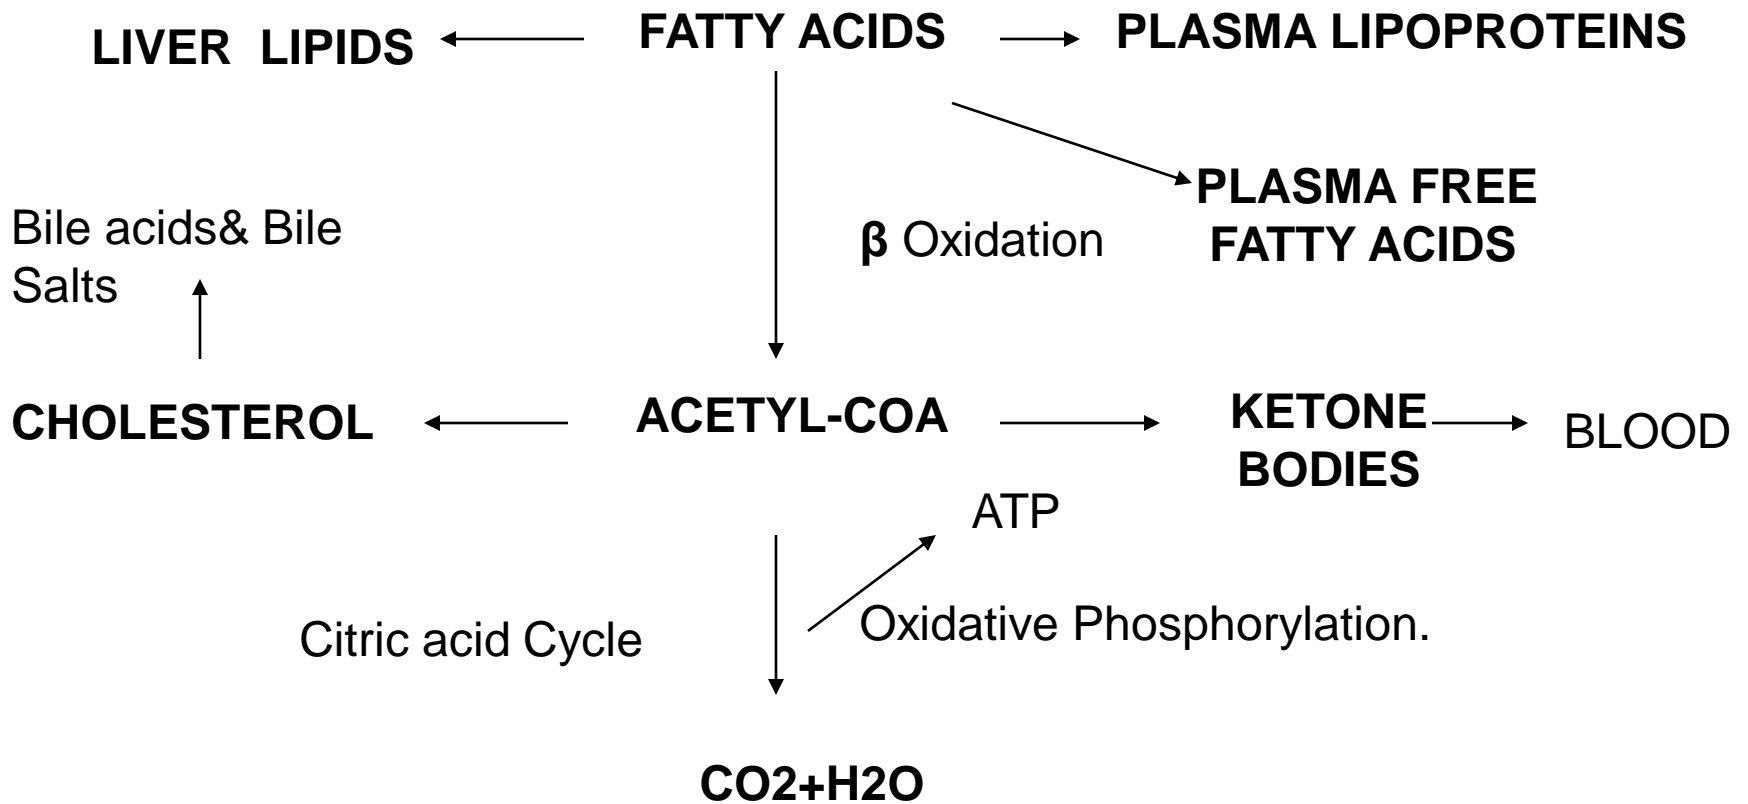 LIVER  LIPIDS
FATTY ACIDS
PLASMA LIPOPROTEINS
PLASMA FREE
FATTY ACIDS
Bile acids& Bile
Salts
β Oxidation
CHOLESTEROL
ACETYL-COA
KETONE
BODIES
BLOOD
ATP
Citric acid Cycle
Oxidative Phosphorylation.
CO2+H2O